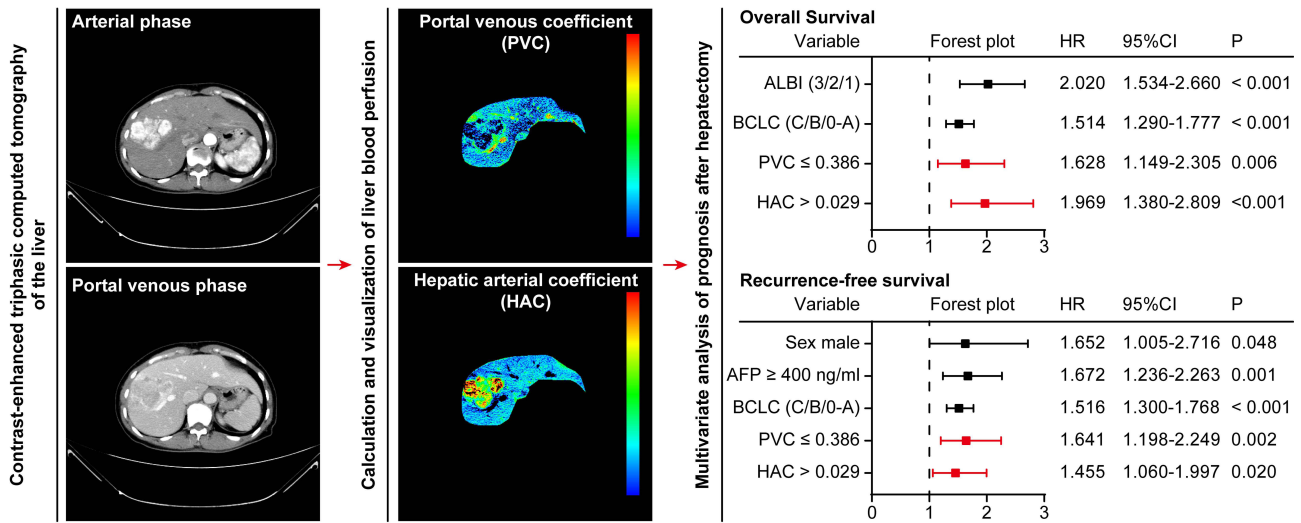 Contrast-enhanced triphasic computed tomography
of the liver
Arterial phase
Portal venous phase
Calculation and visualization of liver blood perfusion
Portal venous coefficient
(PVC)
Hepatic arterial coefficient
(HAC)
Multivariate analysis of prognosis after hepatectomy
Overall Survival
Variable Forest plot HR 95%CI P
ALBI (3/2/1) 2.020 1.534-2.660 < 0.001
BCLC (C/B/0-A) 1.514 1.290-1.777 < 0.001
PVC ≤ 0.386 1.628 1.149-2.305 0.006
HAC > 0.029 1.969 1.380-2.809 <0.001
0 1 2 3
Recurrence-free survival
Variable Forest plot HR 95%CI P
Sex male 1.652 1.005-2.716 0.048
AFP ≥ 400 ng/ml 1.672 1.236-2.263 0.001
BCLC (C/B/0-A) 1.516 1.300-1.768 < 0.001
PVC ≤ 0.386 1.641 1.198-2.249 0.002
HAC > 0.029 1.455 1.060-1.997 0.020
0 1 2 3